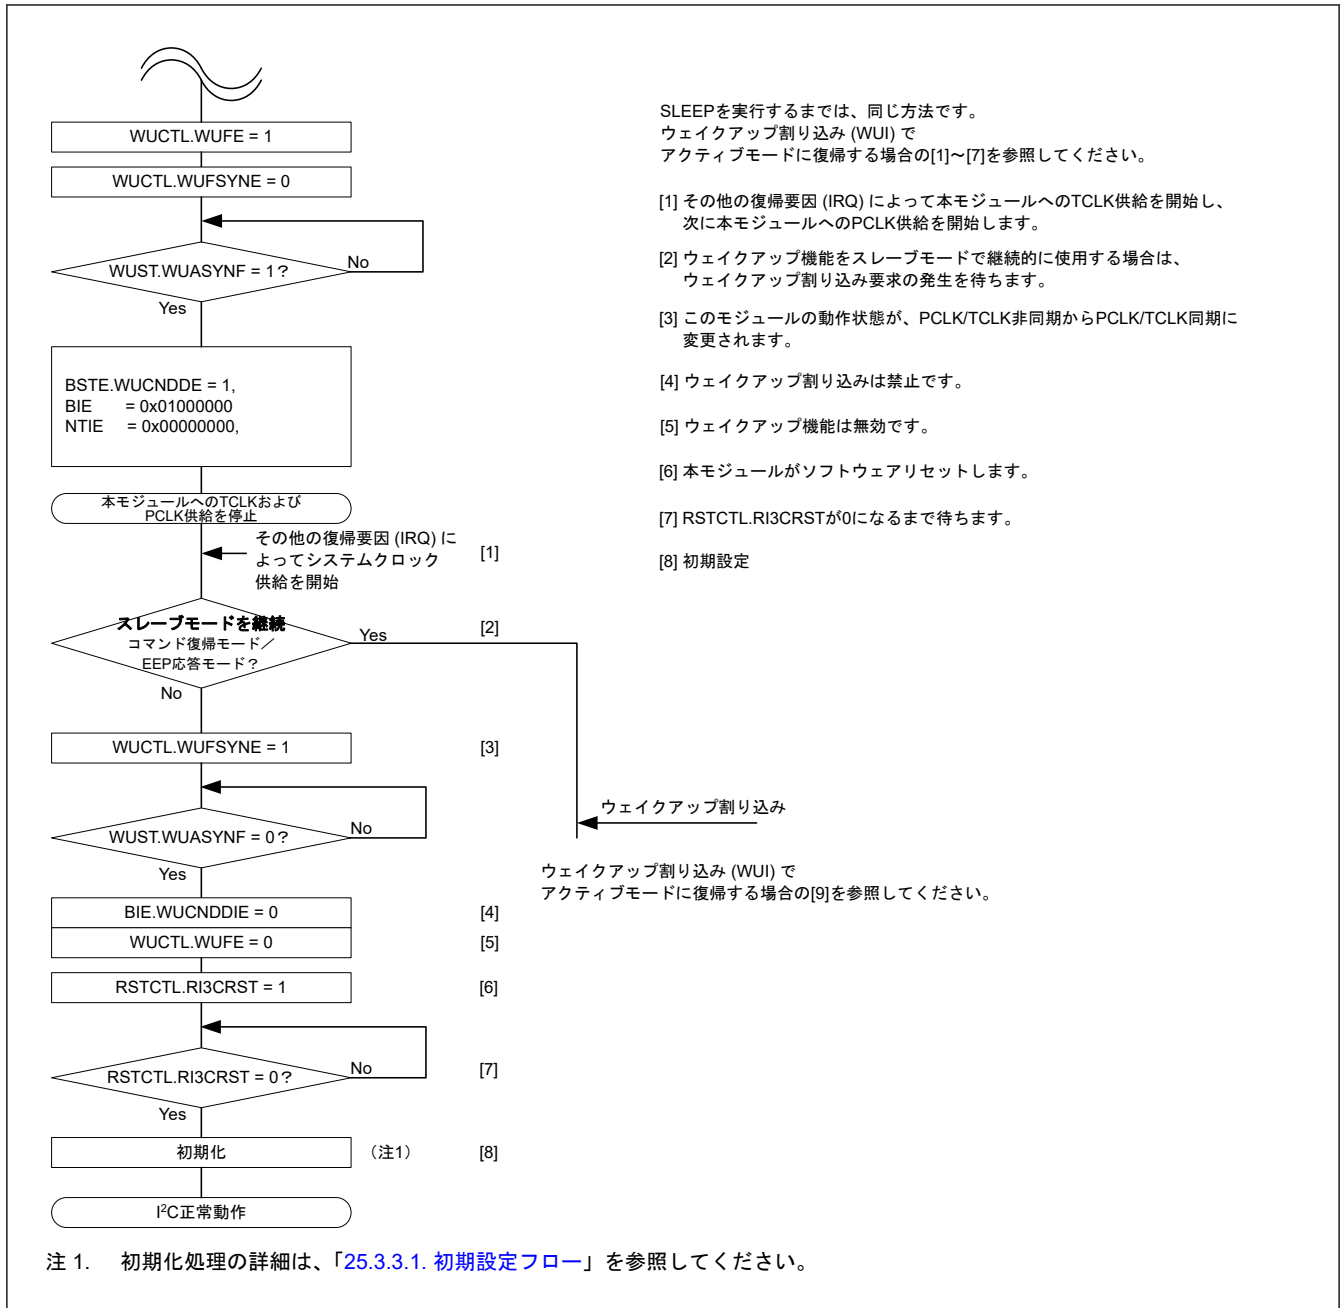 WUCTL.WUFE = 1
WUCTL.WUFSYNE = 0
WUST.WUASYNF = 1?
No
Yes
BSTE.WUCNDDE = 1,
BIE = 0x01000000
NTIE = 0x00000000,
本モジュールへのTCLKおよび
PCLK供給を停止
その他の復帰要因 (IRQ) に
よってシステムクロック
供給を開始
[1]
スレーブモードを継続
コマンド復帰モード／
EEP応答モード？
Yes
[2]
No
WUCTL.WUFSYNE = 1
[3]
WUST.WUASYNF = 0?
No
Yes
BIE.WUCNDDIE = 0
[4]
WUCTL.WUFE = 0
[5]
RSTCTL.RI3CRST = 1
[6]
RSTCTL.RI3CRST = 0?
No
[7]
Yes
初期化
（注1）
[8]
I²C正常動作
ウェイクアップ割り込み
ウェイクアップ割り込み (WUI) で
アクティブモードに復帰する場合の[9]を参照してください。
SLEEPを実行するまでは、同じ方法です。
ウェイクアップ割り込み (WUI) で
アクティブモードに復帰する場合の[1]～[7]を参照してください。
[1] その他の復帰要因 (IRQ) によって本モジュールへのTCLK供給を開始し、
次に本モジュールへのPCLK供給を開始します。
[2] ウェイクアップ機能をスレーブモードで継続的に使用する場合は、
ウェイクアップ割り込み要求の発生を待ちます。
[3] このモジュールの動作状態が、PCLK/TCLK非同期からPCLK/TCLK同期に
変更されます。
[4] ウェイクアップ割り込みは禁止です。
[5] ウェイクアップ機能は無効です。
[6] 本モジュールがソフトウェアリセットします。
[7] RSTCTL.RI3CRSTが0になるまで待ちます。
[8] 初期設定
注 1. 初期化処理の詳細は、「25.3.3.1. 初期設定フロー」を参照してください。